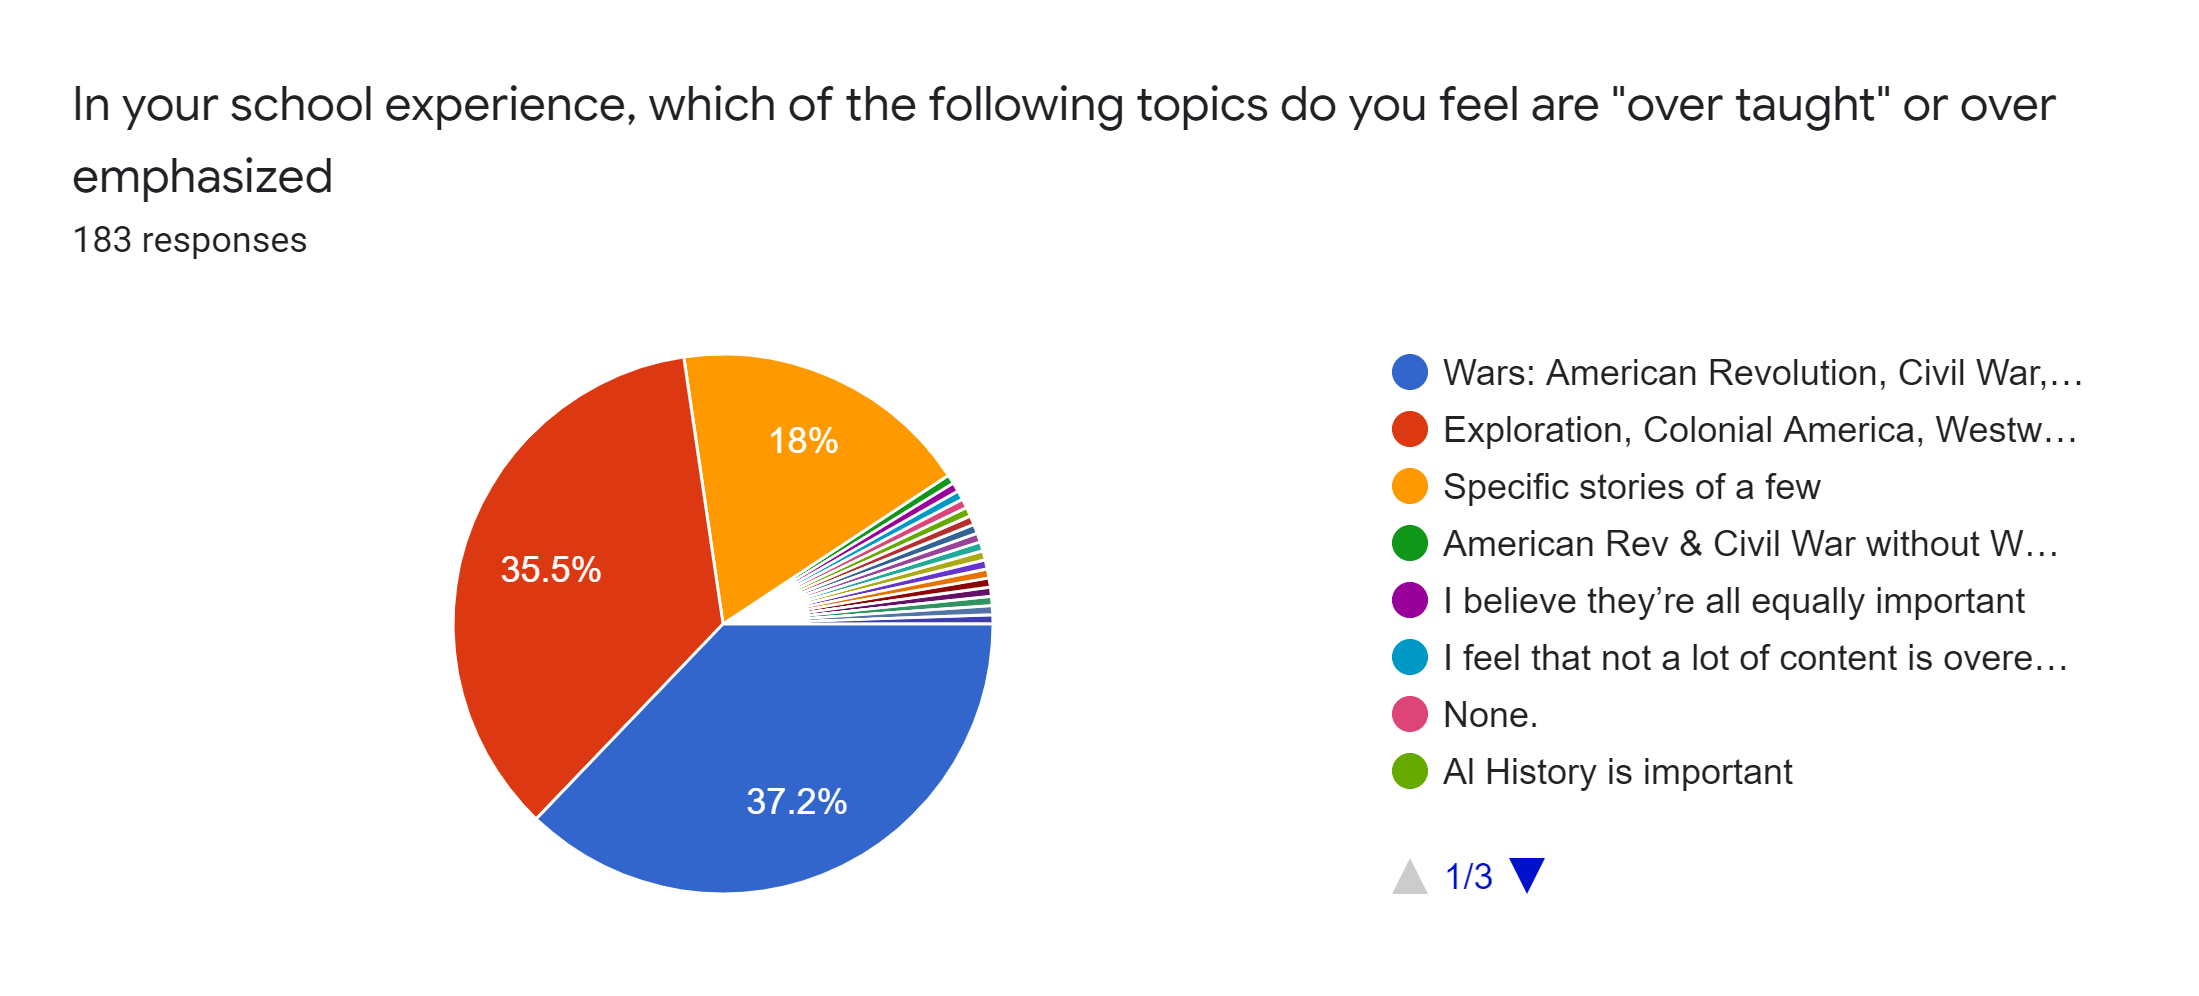 In your school experience, which of the following topics do you feel are "over taught" or over
emphasized
183 responses
18%
35.5%
37.2%
Wars: American Revolution, Civil War,…
Exploration, Colonial America, Westw…
Specific stories of a few
American Rev & Civil War without W…
I believe they’re all equally important
I feel that not a lot of content is overe…
None.
Al History is important
1/3